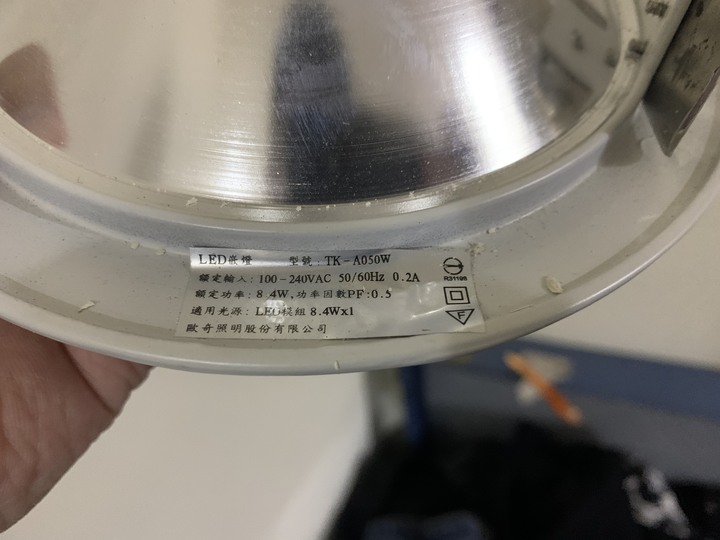 LED嵌燈 型號：TK-A050W
額定輸入：100-240VAC 50/60Hz 0.2A
額定功率：8.4W,功率因數PF:0.5
適用光源：LED模組 8.4Wx1
歐奇照明股份有限公司
R31196
F